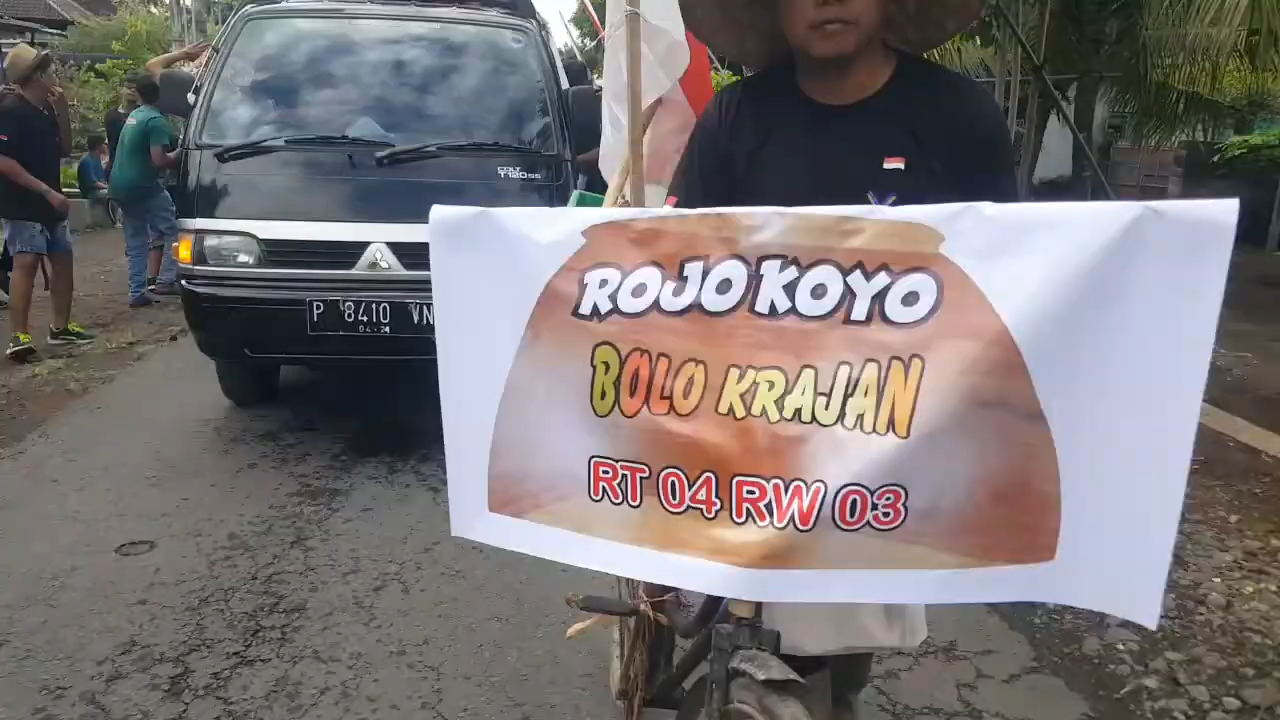 COLT
T120SS
P 8410 VN
04·24
ROJO KOYO
BOLO KRAJAN
RT 04 RW 03